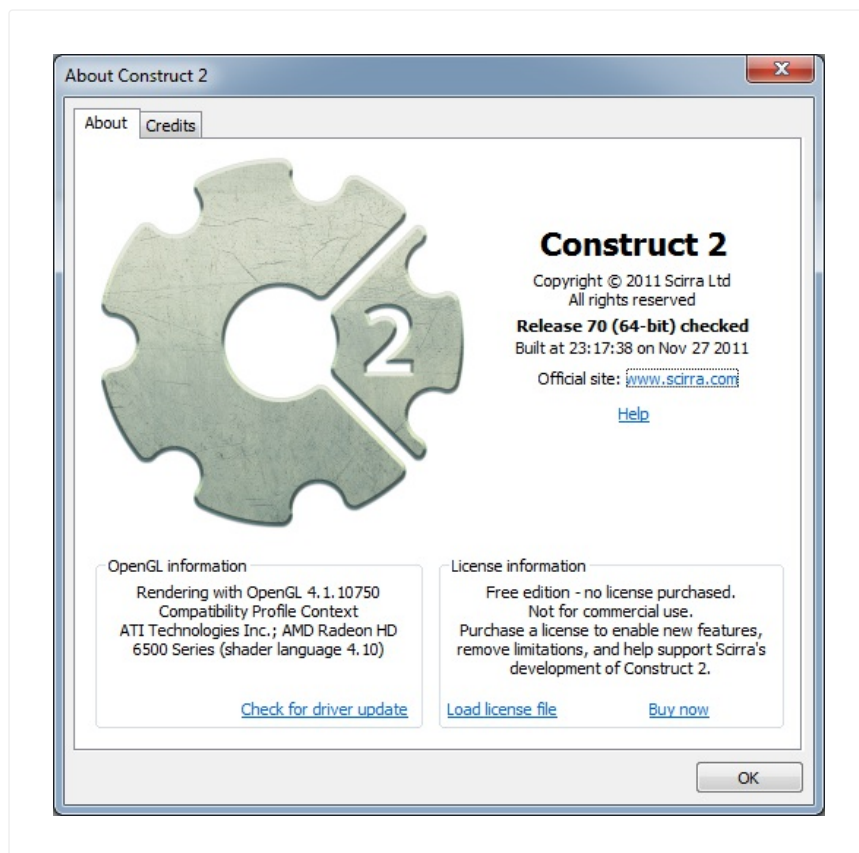 About Construct 2
About
Credits
2
Construct 2
Copyright © 2011 Scirra Ltd
All rights reserved
Release 70 (64-bit) checked
Built at 23:17:38 on Nov 27 2011
Official site: www.scirra.com
Help
OpenGL information
Rendering with OpenGL 4.1.10750
Compatibility Profile Context
ATI Technologies Inc.; AMD Radeon HD
6500 Series (shader language 4.10)
Check for driver update
License information
Free edition - no license purchased.
Not for commercial use.
Purchase a license to enable new features,
remove limitations, and help support Scirra's
development of Construct 2.
Load license file
Buy now
OK